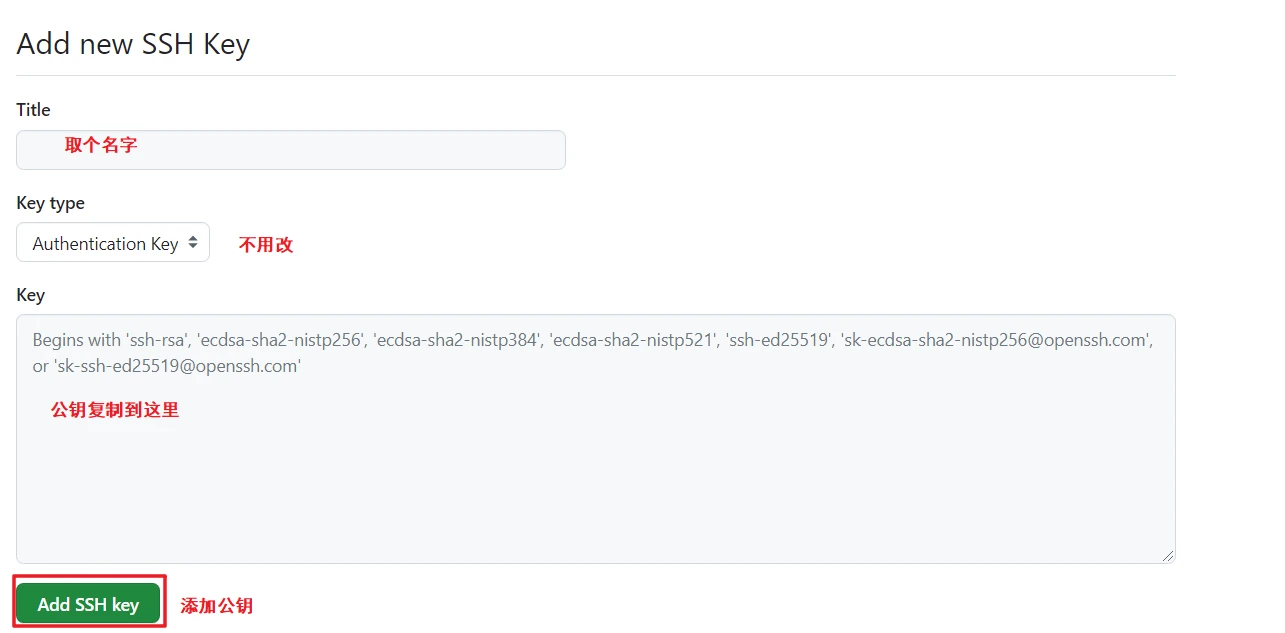 Add new SSH Key
Title
取个名字
Key type
Authentication Key
不用改
Key
Begins with 'ssh-rsa', 'ecdsa-sha2-nistp256', 'ecdsa-sha2-nistp384', 'ecdsa-sha2-nistp521', 'ssh-ed25519', 'sk-ecdsa-sha2-nistp256@openssh.com',
or 'sk-ssh-ed25519@openssh.com'
公钥复制到这里
Add SSH key
添加公钥